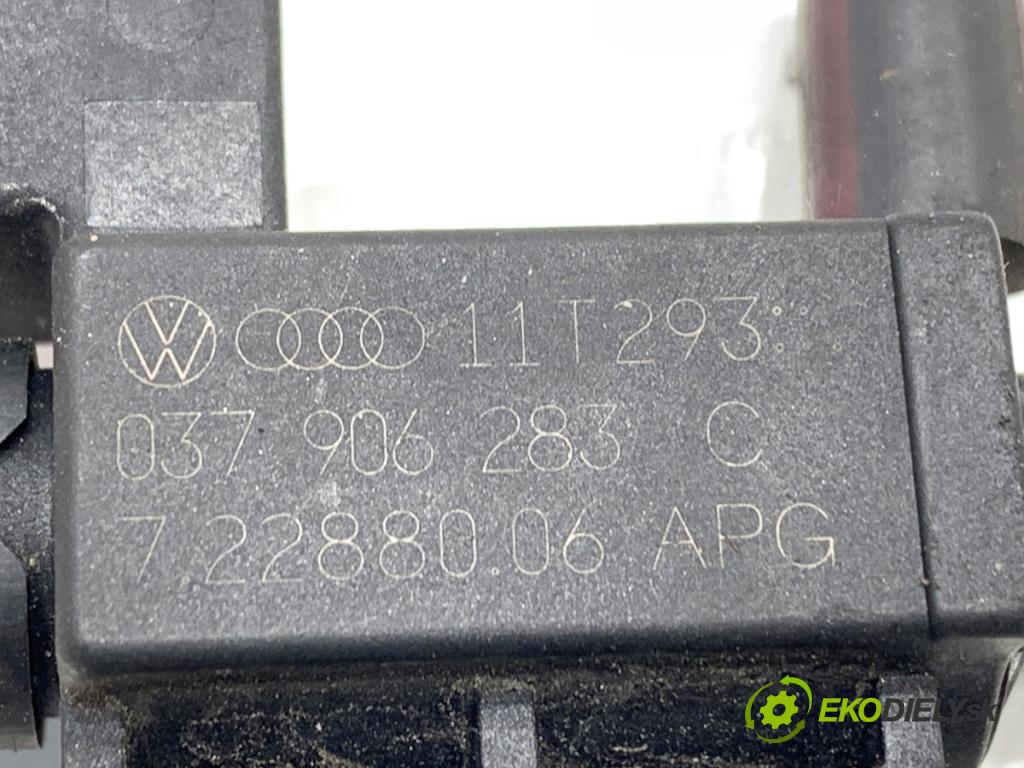 11T293
037 906 283 C
7.22880.06 APG
EKODIELY.sk